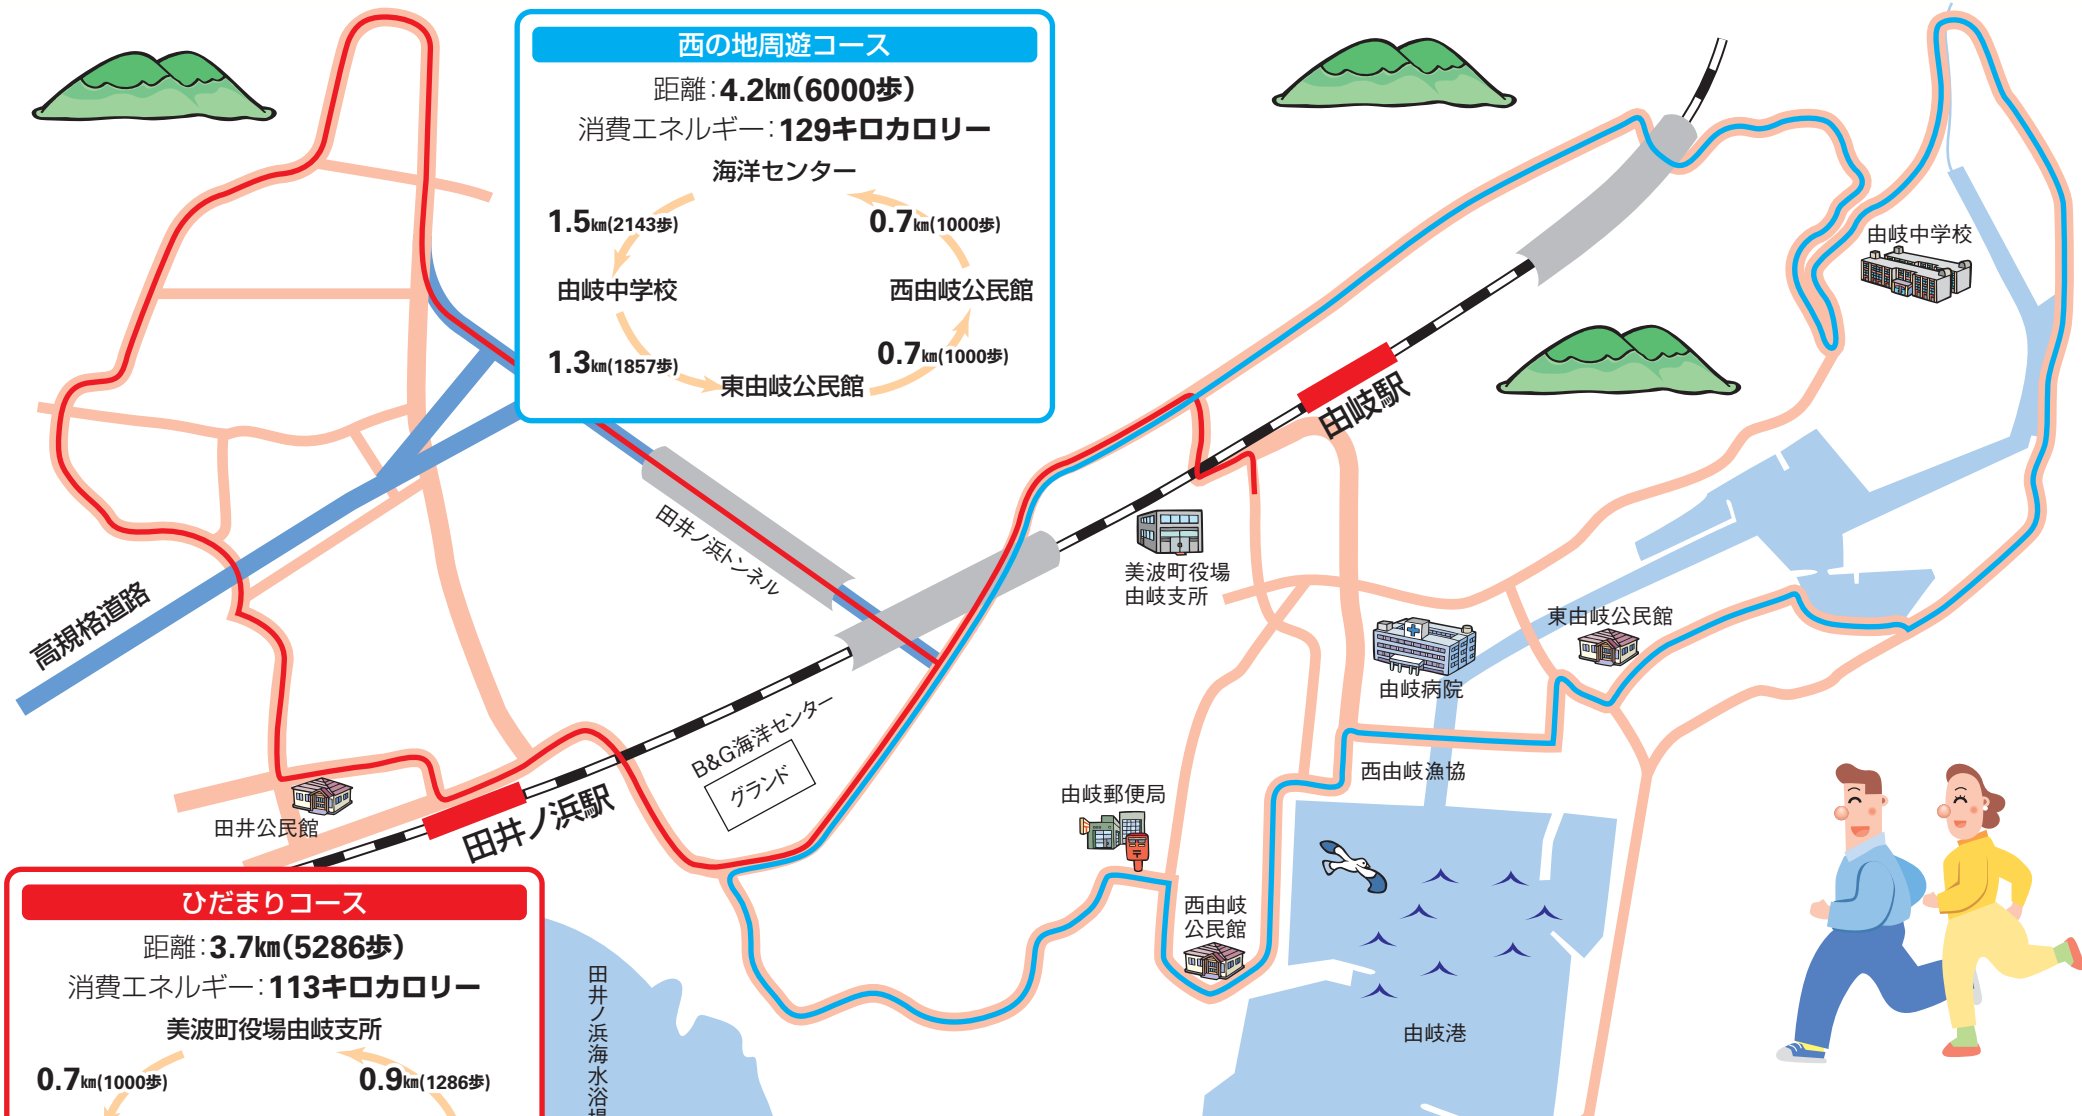 西の地周遊コース
距離：4.2㎞(6000歩)
消費エネルギー：129キロカロリー
海洋センター
1.5㎞(2143歩)
0.7㎞(1000歩)
由岐中学校
西由岐公民館
1.3㎞(1857歩)
0.7㎞(1000歩)
東由岐公民館
由岐中学校
由岐駅
田井ノ浜トンネル
美波町役場
由岐支所
高規格道路
東由岐公民館
由岐病院
B&G海洋センター
グランド
西由岐漁協
田井ノ浜駅
由岐郵便局
田井公民館
西由岐
公民館
ひだまりコース
距離：3.7㎞(5286歩)
消費エネルギー：113キロカロリー
美波町役場由岐支所
0.7㎞(1000歩)
0.9㎞(1286歩)
田井ノ浜海水浴場
由岐港